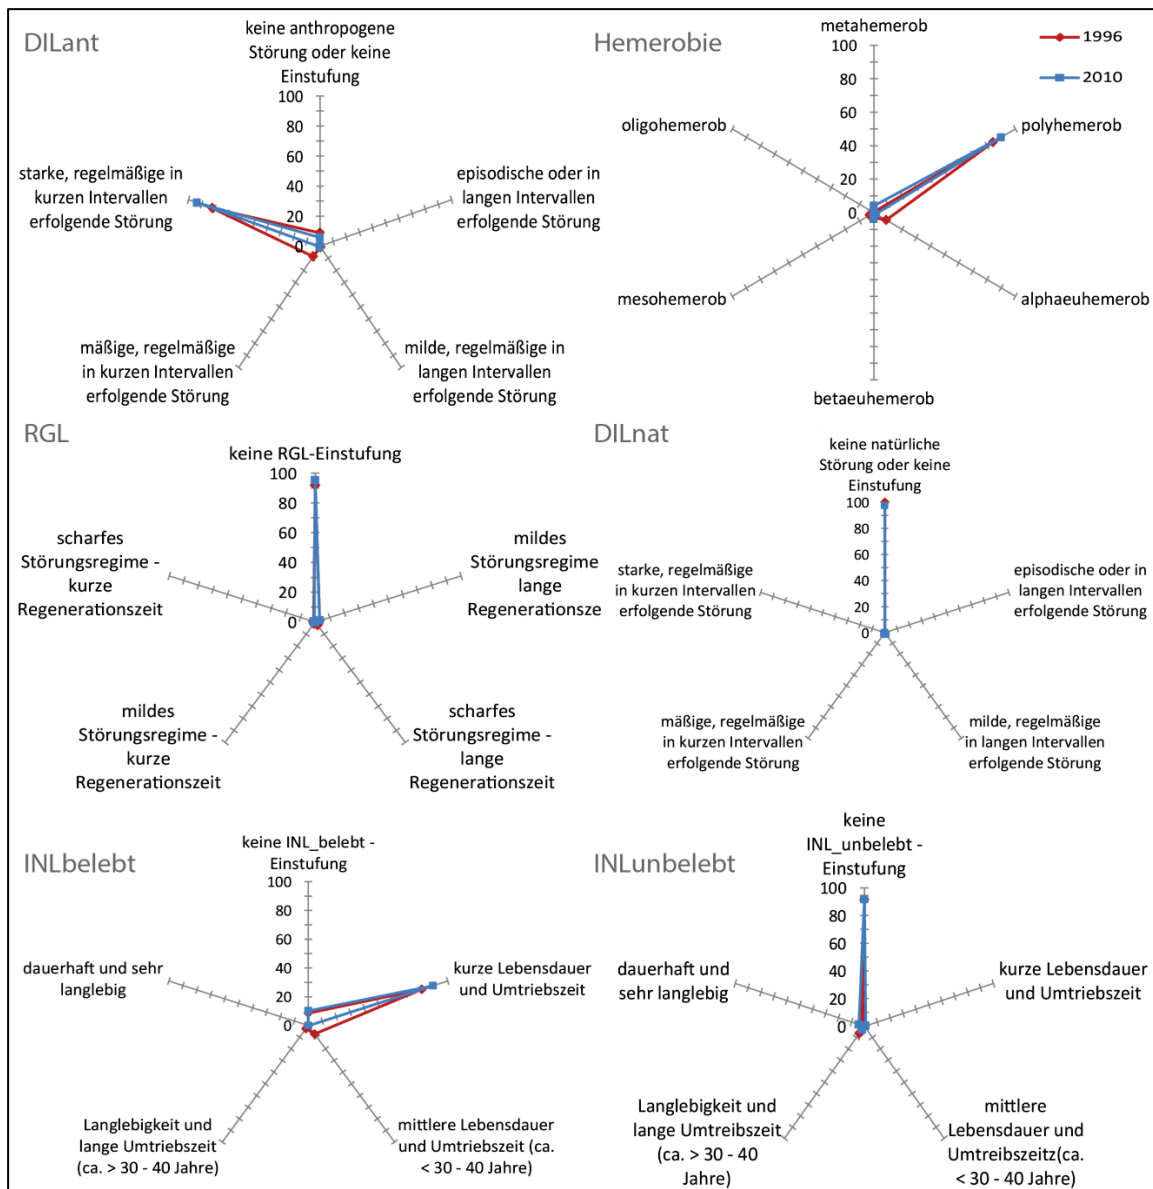 DILant
keine anthropogene
Störung oder keine
Einstufung
100
80
60
40
20
0
episodische oder in
langen Intervallen
erfolgende Störung
milde, regelmäßige in
langen Intervallen
erfolgende Störung
mäßige, regelmäßige
in kurzen Intervallen
erfolgende Störung
starke, regelmäßige in
kurzen Intervallen
erfolgende Störung
Hemerobie
metahemerob
100
80
60
40
20
0
polyhemerob
alphaeuhemerob
betaeuhemerob
mesohemerob
oligohemerob
1996
2010
RGL
keine RGL-Einstufung
100
80
60
40
20
0
mildes
Störungsregime
lange
Regenerationsze
scharfes
Störungsregime -
lange
Regenerationszeit
mildes
Störungsregime -
kurze
Regenerationszeit
scharfes
Störungsregime -
kurze
Regenerationszeit
DILnat
keine natürliche
Störung oder keine
Einstufung
100
80
60
40
20
0
episodische oder in
langen Intervallen
erfolgende Störung
milde, regelmäßige
in langen Intervallen
erfolgende Störung
mäßige, regelmäßige
in kurzen Intervallen
erfolgende Störung
starke, regelmäßige
in kurzen Intervallen
erfolgende Störung
INLbelebt
keine INL_belebt -
Einstufung
100
80
60
40
20
0
kurze Lebensdauer
und Umtriebszeit
mittlere Lebensdauer
und Umtriebszeit (ca.
< 30 - 40 Jahre)
Langlebigkeit und
lange Umtriebszeit
(ca. > 30 - 40 Jahre)
dauerhaft und sehr
langlebig
INLunbelebt
keine
INL_unbelebt -
Einstufung
100
80
60
40
20
0
kurze Lebensdauer
und Umtriebszeit
mittlere
Lebensdauer und
Umtreibszeitz(ca.
< 30 - 40 Jahre)
Langlebigkeit und
lange Umtreibszeit
(ca. > 30 - 40
Jahre)
dauerhaft und
sehr langlebig